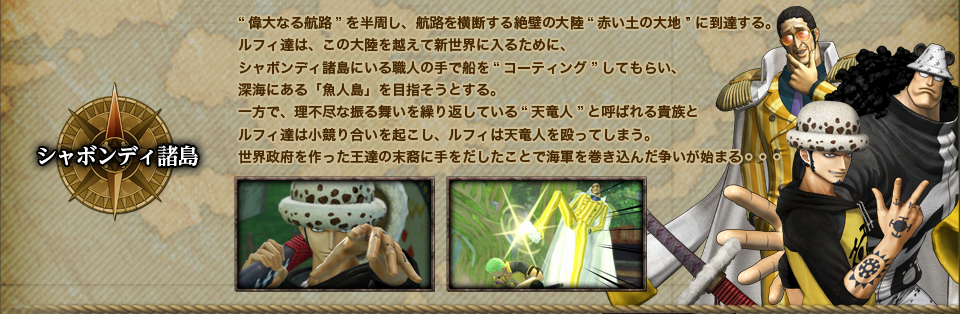 “偉大なる航路”を半周し、航路を横断する絶壁の大陸“赤い土の大地”に到達する。
ルフィ達は、この大陸を越えて新世界に入るために、
シャボンディ諸島にいる職人の手で船を“コーティング”してもらい、
深海にある「魚人島」を目指そうとする。
一方で、理不尽な振る舞いを繰り返している“天竜人”と呼ばれる貴族と
ルフィ達は小競り合いを起こし、ルフィは天竜人を殴ってしまう。
世界政府を作った王達の末裔に手をだしたことで海軍を巻き込んだ争いが始まる・・・
シャボンディ諸島